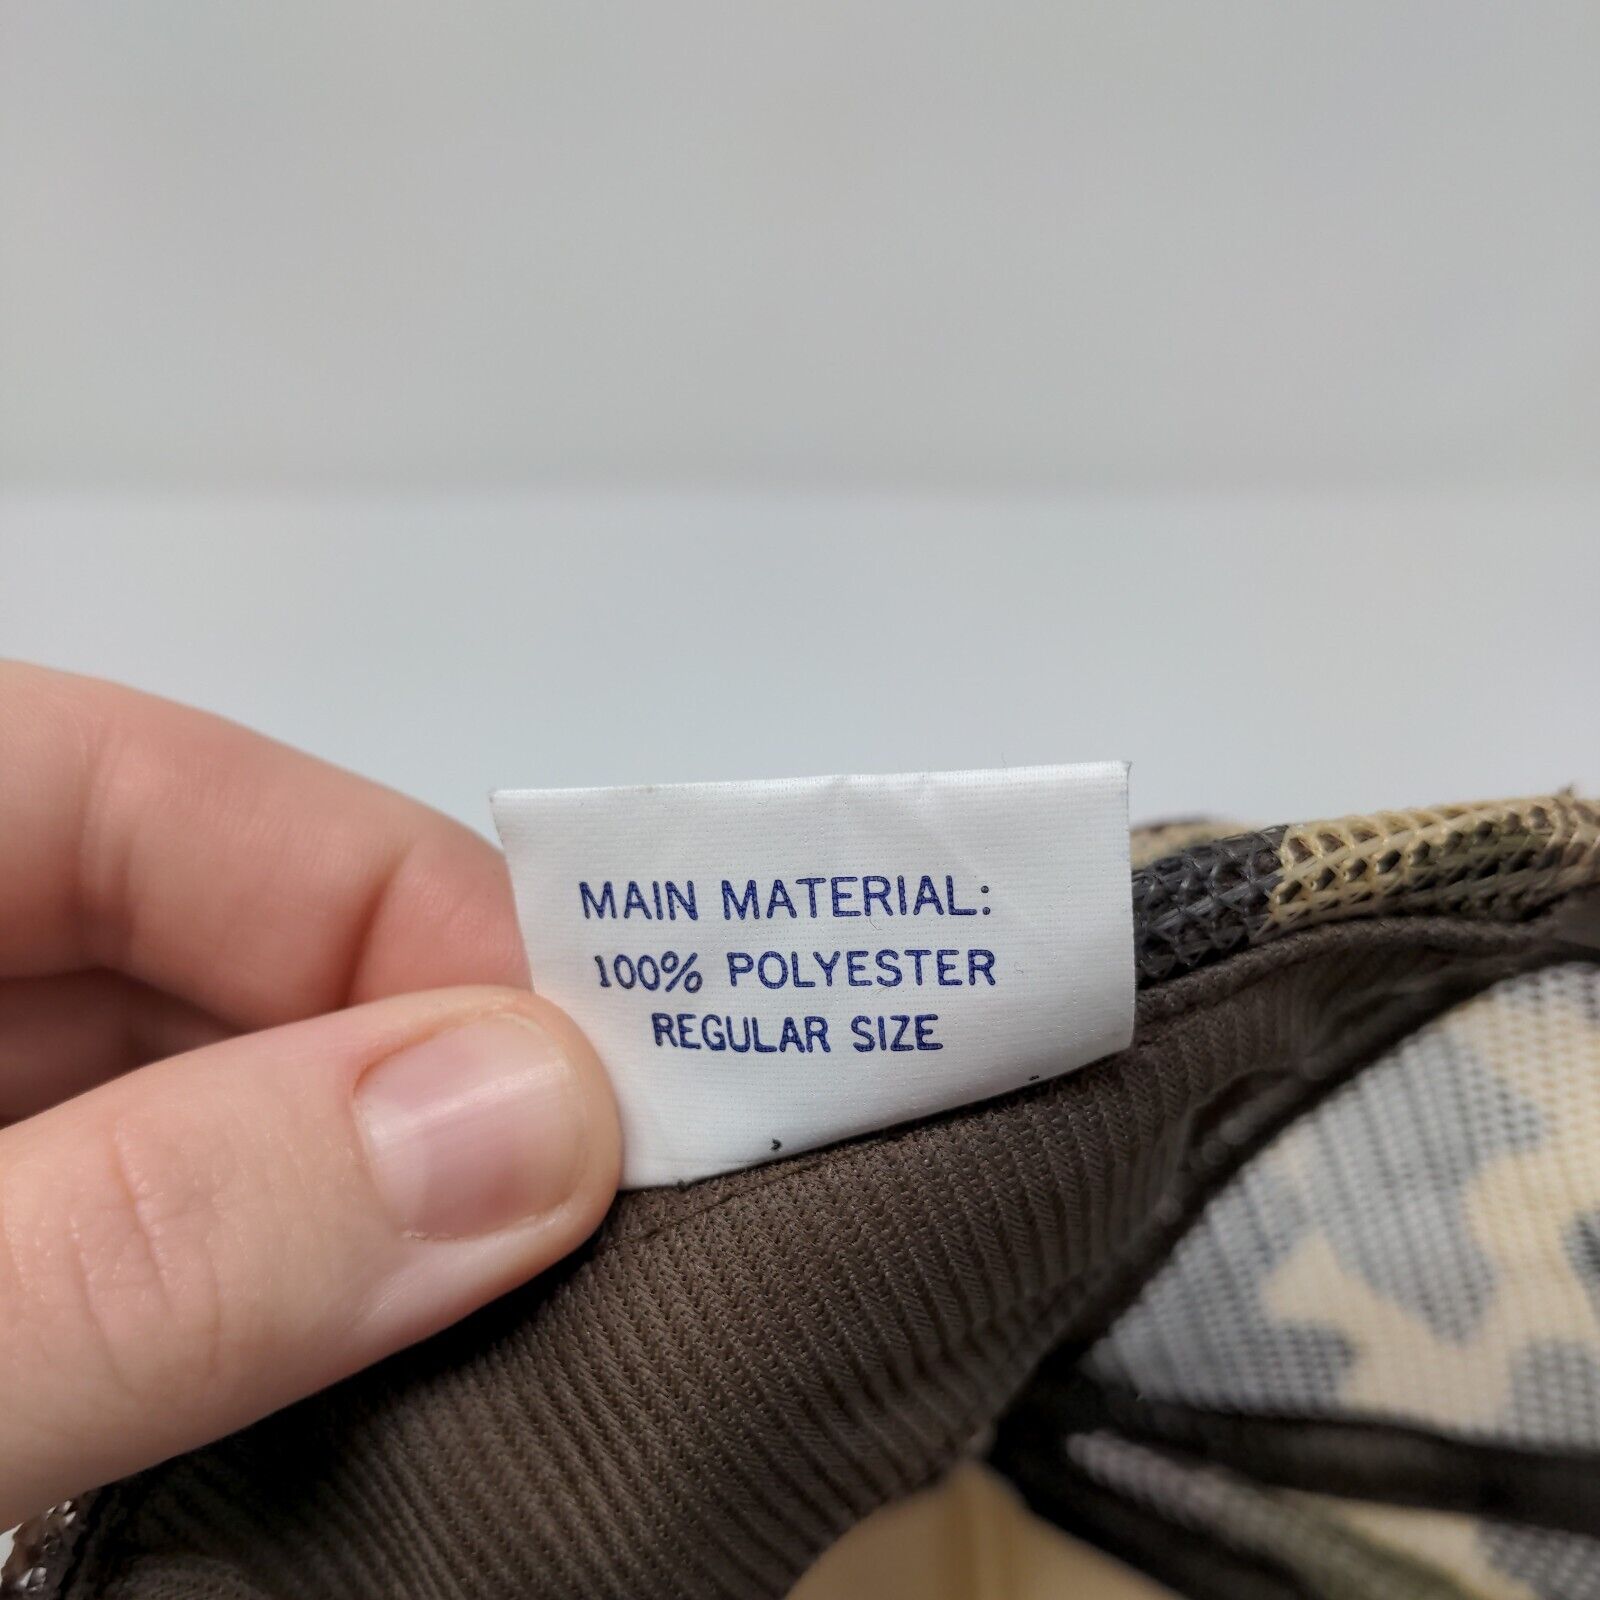 MAIN MATERIAL:
100% POLYESTER
REGULAR SIZE